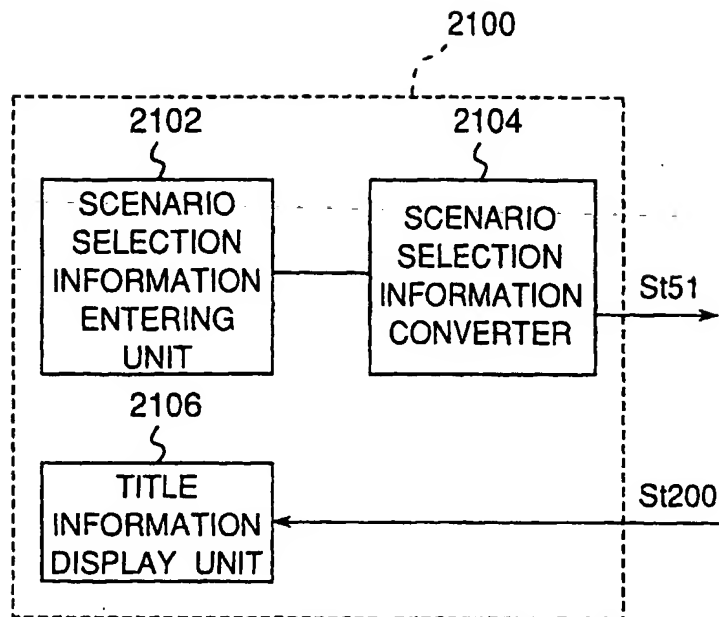 2100
2102
2104
SCENARIO
SELECTION
INFORMATION
ENTERING
UNIT
SCENARIO
SELECTION
INFORMATION
CONVERTER
St51
2106
TITLE
INFORMATION
DISPLAY UNIT
St200